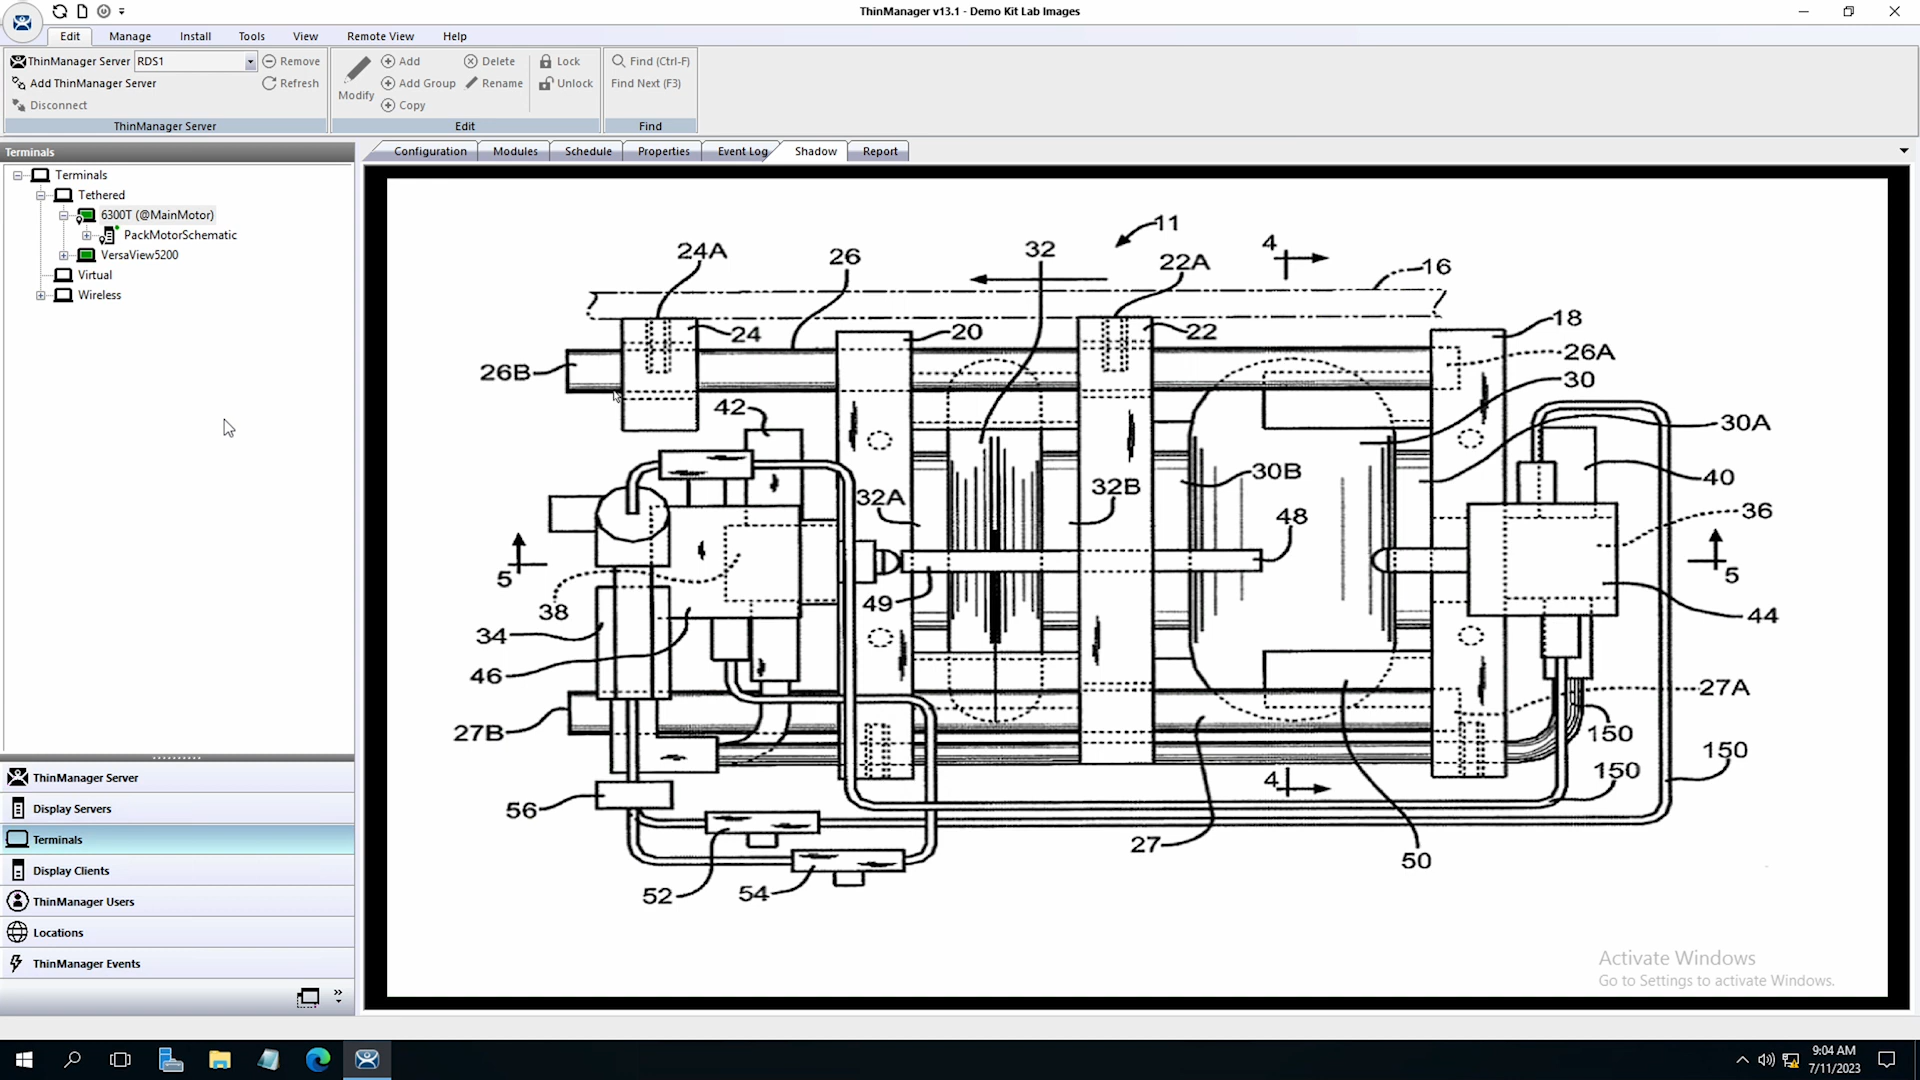 ThinManager v13.1 - Demo Kit Lab Images
Edit Manage Install Tools View Remote View Help
ThinManager Server RDS1 Remove
Add ThinManager Server Refresh
Disconnect
ThinManager Server
Modify Add Delete Lock
Add Group Rename Unlock
Copy
Edit
Find (Ctrl-F)
Find Next (F3)
Find
Terminals
Configuration Modules Schedule Properties Event Log Shadow Report
Terminals
Tethered
6300T (@MainMotor)
PackMotorSchematic
VersaView5200
Virtual
Wireless
ThinManager Server
Display Servers
Terminals
Display Clients
ThinManager Users
Locations
ThinManager Events
11
24A 26 32 22A 4 16
24 20 22 18
26B 26A
30
42 30A
32A 32B 30B 40
48 36
5 5
38 49
34 44
46
27B 27A
150
150
150
56 4
27 50
52 54
Activate Windows
Go to Settings to activate Windows.
9:04 AM
7/11/2023